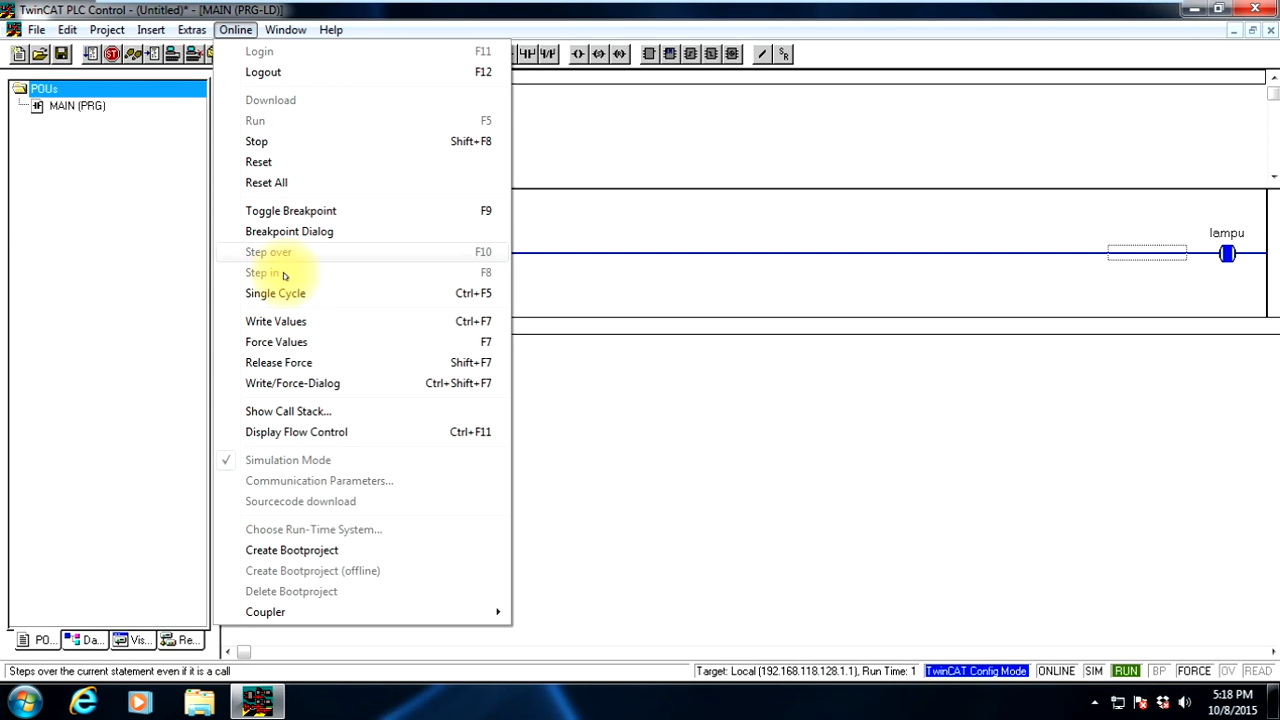 TwinCAT PLC Control - (Untitled)* - [MAIN (PRG-LD)]
File Edit Project Insert Extras Online Window Help
POUs
MAIN (PRG)
Login F11
Logout F12
Download
Run F5
Stop Shift+F8
Reset
Reset All
Toggle Breakpoint F9
Breakpoint Dialog
Step over F10
Step in F8
Single Cycle Ctrl+F5
Write Values Ctrl+F7
Force Values F7
Release Force Shift+F7
Write/Force-Dialog Ctrl+Shift+F7
Show Call Stack...
Display Flow Control Ctrl+F11
Simulation Mode
Communication Parameters...
Sourcecode download
Choose Run-Time System...
Create Bootproject
Create Bootproject (offline)
Delete Bootproject
Coupler
lampu
PO... Da... Vis... Re...
Steps over the current statement even if it is a call
Target: Local (192.168.118.128.1.1), Run Time: 1 TwinCAT Config Mode ONLINE SIM RUN BP FORCE OV READ
5:18 PM
10/8/2015